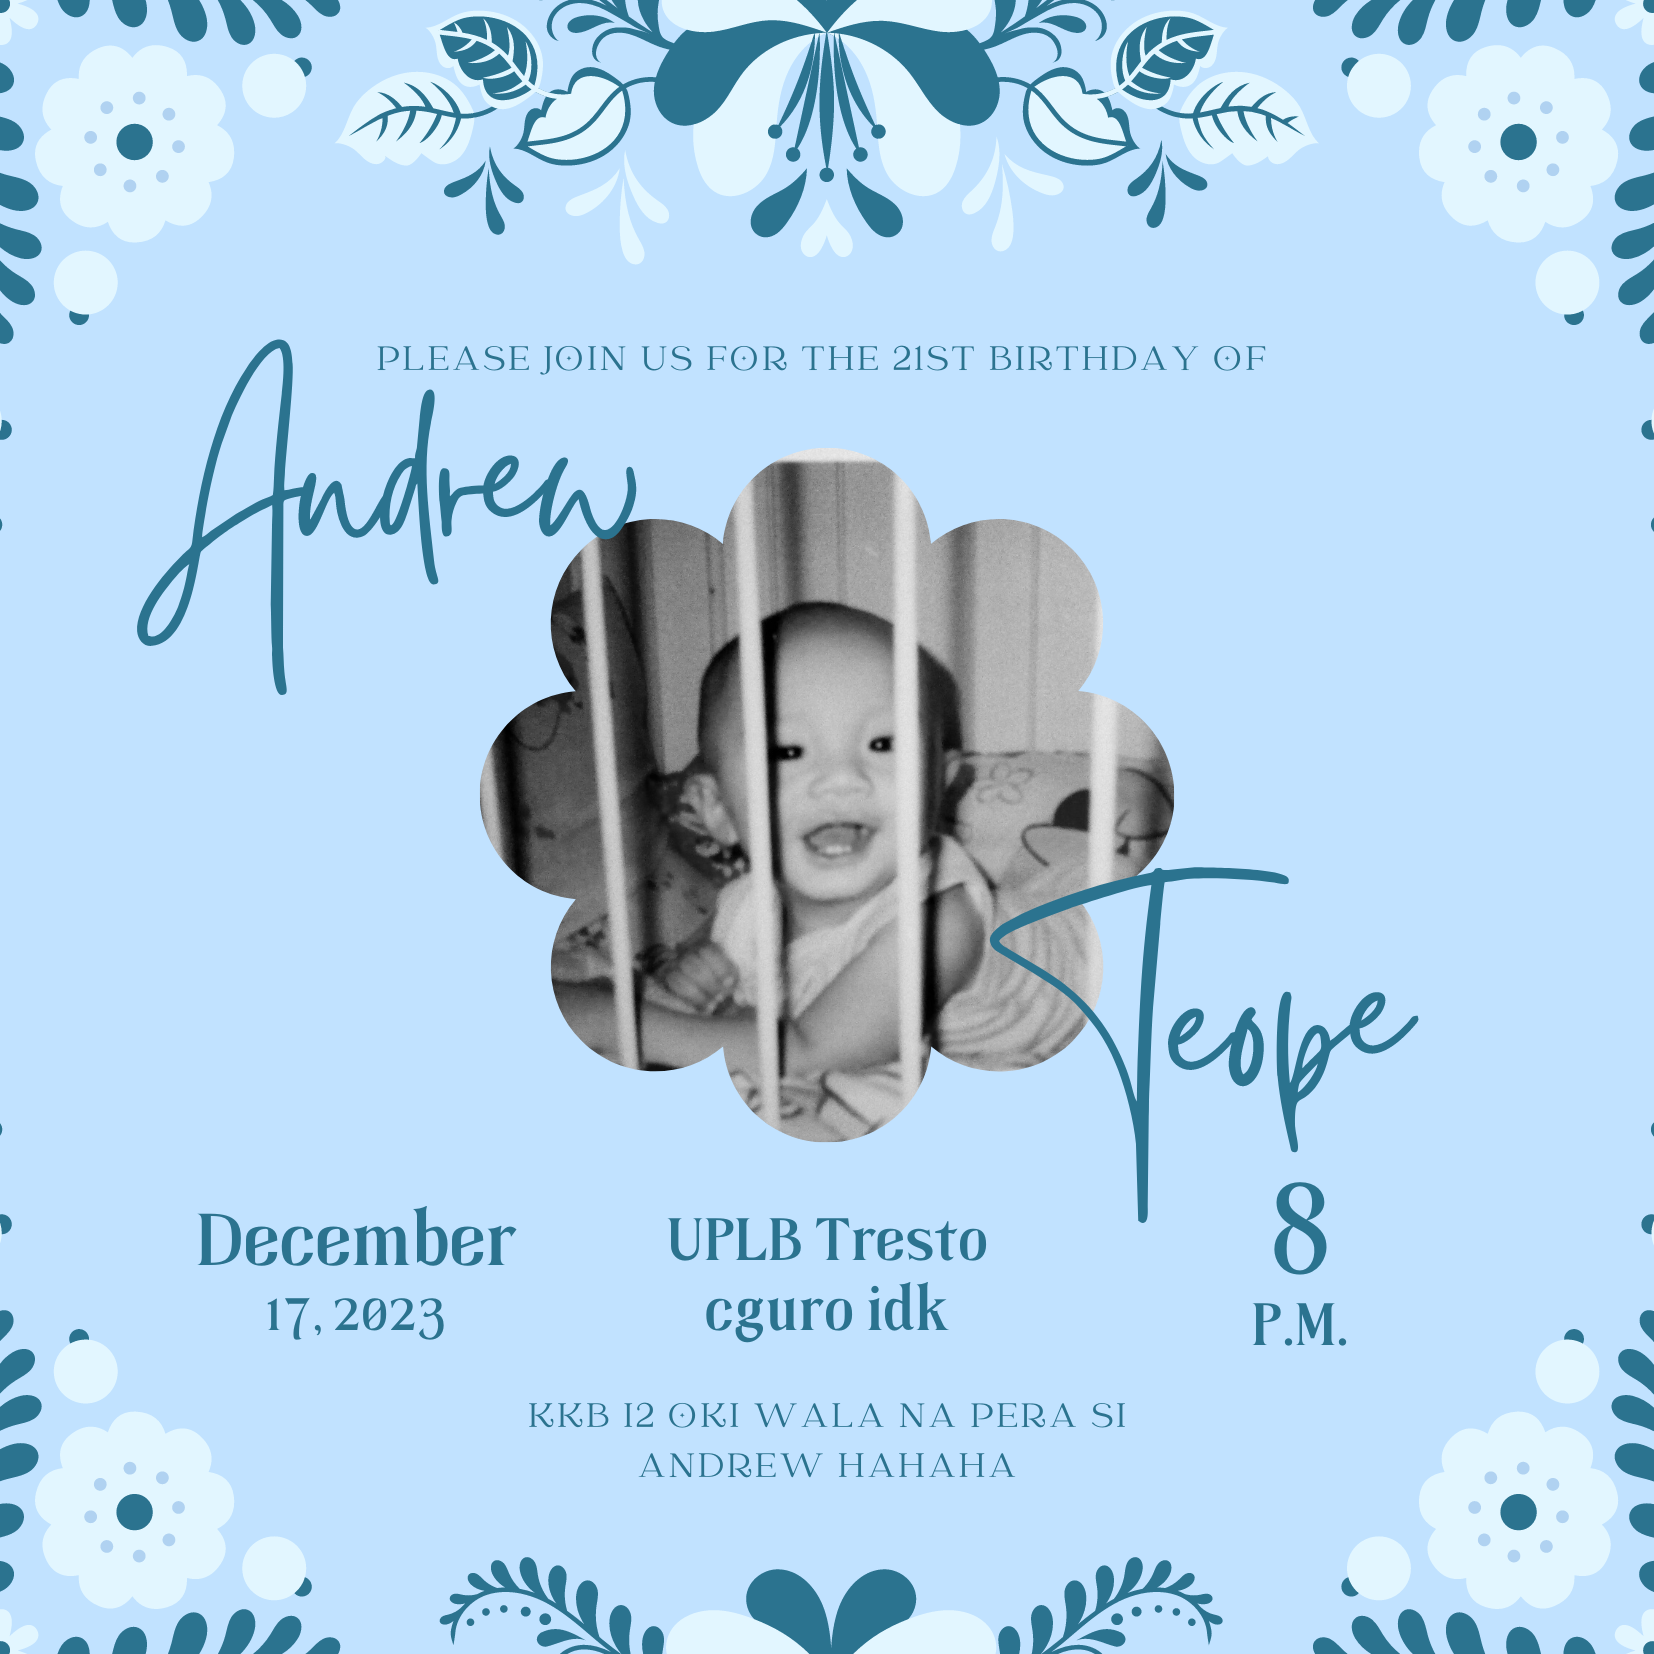 PLEASE JOIN US FOR THE 21ST BIRTHDAY OF
Andrew
Teope
December
17, 2023
UPLB Tresto
cguro idk
8
P.M.
KKB I2 OKI WALA NA PERA SI
ANDREW HAHAHA